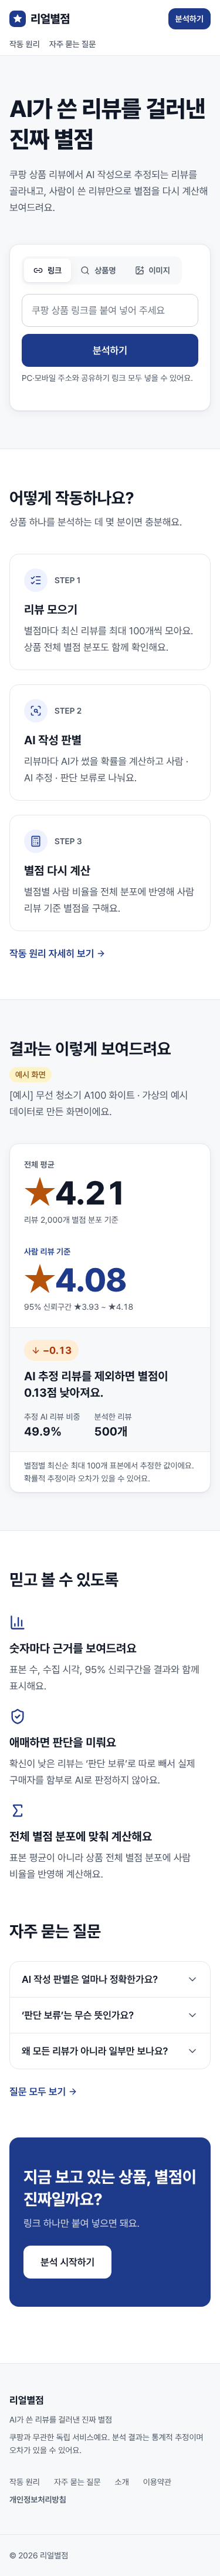 리얼별점
분석하기
작동 원리 자주 묻는 질문
AI가 쓴 리뷰를 걸러낸
진짜 별점
쿠팡 상품 리뷰에서 AI 작성으로 추정되는 리뷰를
골라내고, 사람이 쓴 리뷰만으로 별점을 다시 계산해
보여드려요.
링크 상품명 이미지
쿠팡 상품 링크를 붙여 넣어 주세요
분석하기
PC·모바일 주소와 공유하기 링크 모두 넣을 수 있어요.
어떻게 작동하나요?
상품 하나를 분석하는 데 몇 분이면 충분해요.
STEP 1
리뷰 모으기
별점마다 최신 리뷰를 최대 100개씩 모아요.
상품 전체 별점 분포도 함께 확인해요.
STEP 2
AI 작성 판별
리뷰마다 AI가 썼을 확률을 계산하고 사람 ·
AI 추정 · 판단 보류로 나눠요.
STEP 3
별점 다시 계산
별점별 사람 비율을 전체 분포에 반영해 사람
리뷰 기준 별점을 구해요.
작동 원리 자세히 보기 →
결과는 이렇게 보여드려요
예시 화면
[예시] 무선 청소기 A100 화이트 · 가상의 예시
데이터로 만든 화면이에요.
전체 평균
★4.21
리뷰 2,000개 별점 분포 기준
사람 리뷰 기준
★4.08
95% 신뢰구간 ★3.93 ~ ★4.18
↓ −0.13
AI 추정 리뷰를 제외하면 별점이
0.13점 낮아져요.
추정 AI 리뷰 비중 분석한 리뷰
49.9% 500개
별점별 최신순 최대 100개 표본에서 추정한 값이에요.
확률적 추정이라 오차가 있을 수 있어요.
믿고 볼 수 있도록
숫자마다 근거를 보여드려요
표본 수, 수집 시각, 95% 신뢰구간을 결과와 함께
표시해요.
애매하면 판단을 미뤄요
확신이 낮은 리뷰는 ‘판단 보류’로 따로 빼서 실제
구매자를 함부로 AI로 판정하지 않아요.
전체 별점 분포에 맞춰 계산해요
표본 평균이 아니라 상품 전체 별점 분포에 사람
비율을 반영해 계산해요.
자주 묻는 질문
AI 작성 판별은 얼마나 정확한가요?
‘판단 보류’는 무슨 뜻인가요?
왜 모든 리뷰가 아니라 일부만 보나요?
질문 모두 보기 →
지금 보고 있는 상품, 별점이
진짜일까요?
링크 하나만 붙여 넣으면 돼요.
분석 시작하기
리얼별점
AI가 쓴 리뷰를 걸러낸 진짜 별점
쿠팡과 무관한 독립 서비스예요. 분석 결과는 통계적 추정이며
오차가 있을 수 있어요.
작동 원리 자주 묻는 질문 소개 이용약관
개인정보처리방침
© 2026 리얼별점